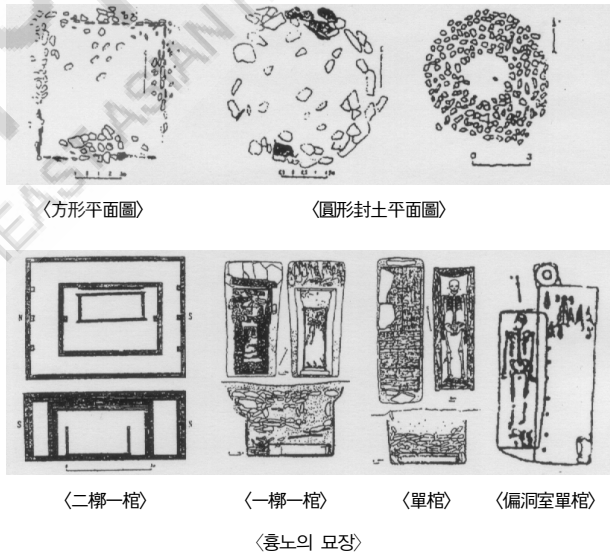 〈方形平面圖〉
〈圓形封土平面圖〉
〈二槨一棺〉
〈一槨一棺〉
〈單棺〉
〈偏洞室單棺〉
〈흉노의 묘장〉